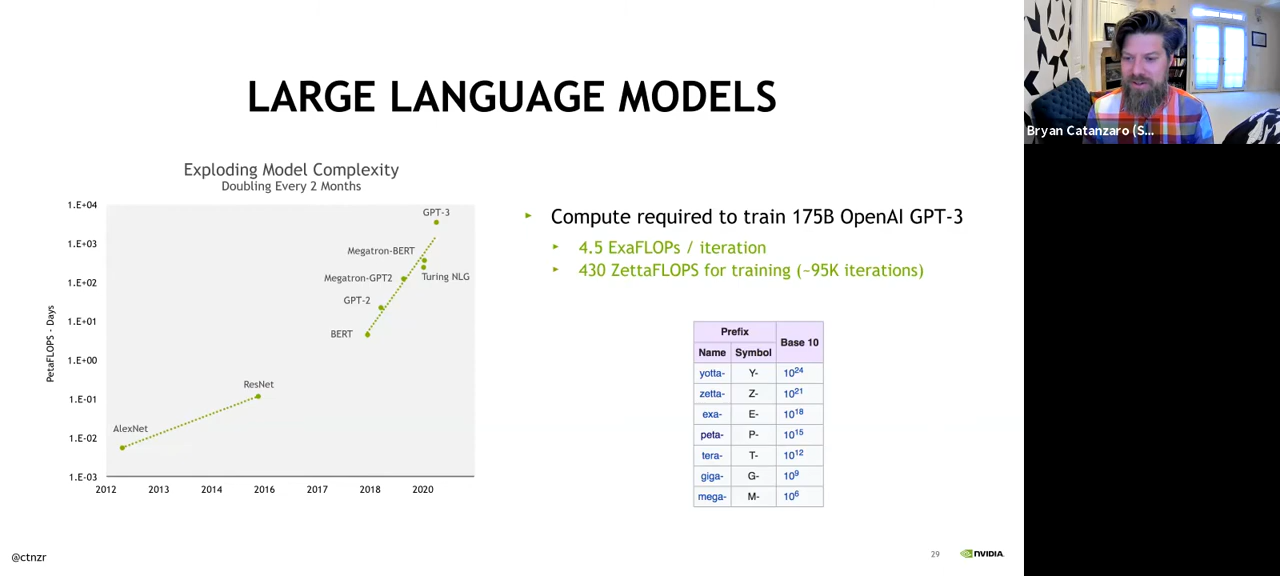 LARGE LANGUAGE MODELS
Exploding Model Complexity
Doubling Every 2 Months
PetaFLOPS - Days
1.E+04
1.E+03
1.E+02
1.E+01
1.E+00
1.E-01
1.E-02
1.E-03
2012
2013
2014
2016
2017
2018
2020
AlexNet
ResNet
BERT
GPT-2
Megatron-GPT2
Megatron-BERT
Turing NLG
GPT-3
Compute required to train 175B OpenAI GPT-3
4.5 ExaFLOPs / iteration
430 ZettaFLOPS for training (~95K iterations)
Prefix Base 10
Name Symbol
yotta- Y- 10²⁴
zetta- Z- 10²¹
exa- E- 10¹⁸
peta- P- 10¹⁵
tera- T- 10¹²
giga- G- 10⁹
mega- M- 10⁶
@ctnzr
29
NVIDIA.
Bryan Catanzaro (S...